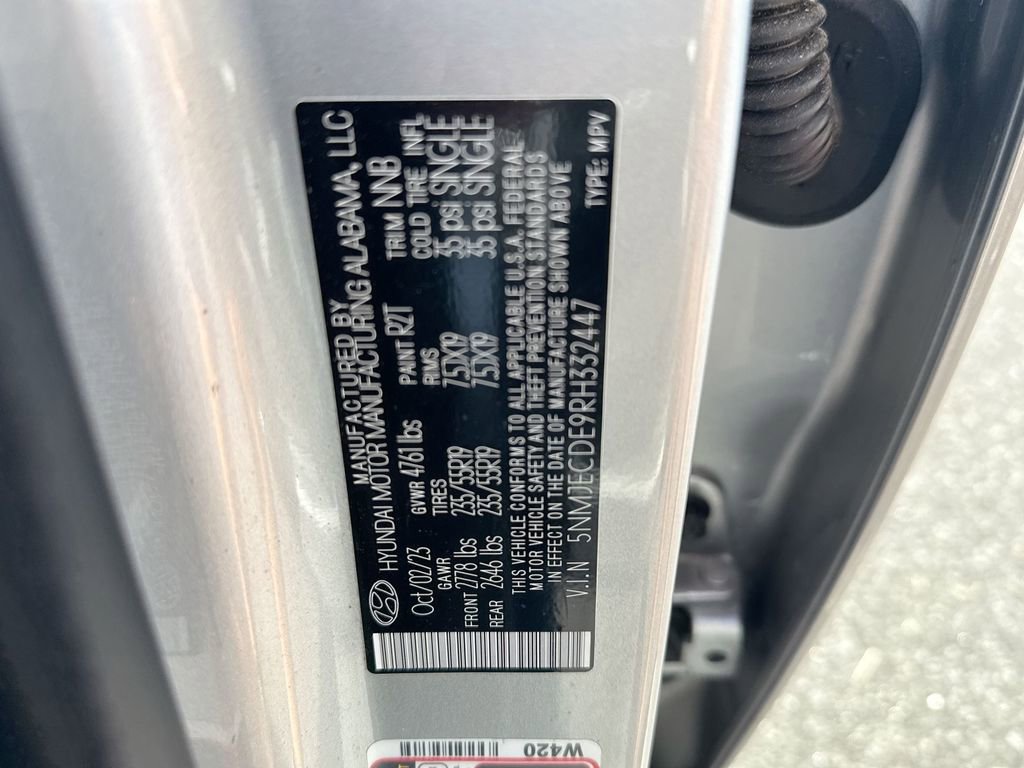 MANUFACTURED BY
HYUNDAI MOTOR MANUFACTURING ALABAMA, LLC
Oct/02/23 GVWR 4761 lbs PAINT R2T TRIM NNB
GAWR TIRES RIMS COLD TIRE INFL
FRONT 2778 lbs 235/55R19 7.5JX19 35 psi SINGLE
REAR 2646 lbs 235/55R19 7.5JX19 35 psi SINGLE
THIS VEHICLE CONFORMS TO ALL APPLICABLE U.S.A. FEDERAL
MOTOR VEHICLE SAFETY AND THEFT PREVENTION STANDARDS
IN EFFECT ON THE DATE OF MANUFACTURE SHOWN ABOVE
V.I.N 5NMJECDE9RH332447 TYPE: MPV
W420